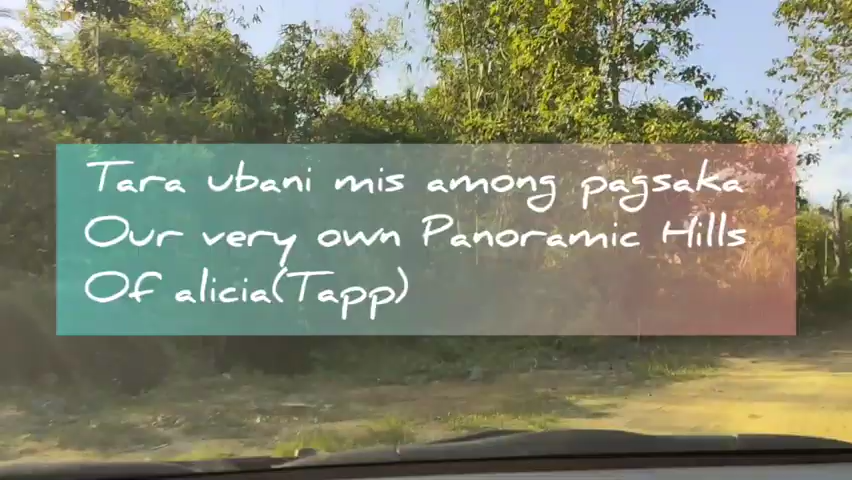 Tara ubani mis among pagsaka
Our very own Panoramic Hills
Of alicia(Tapp)